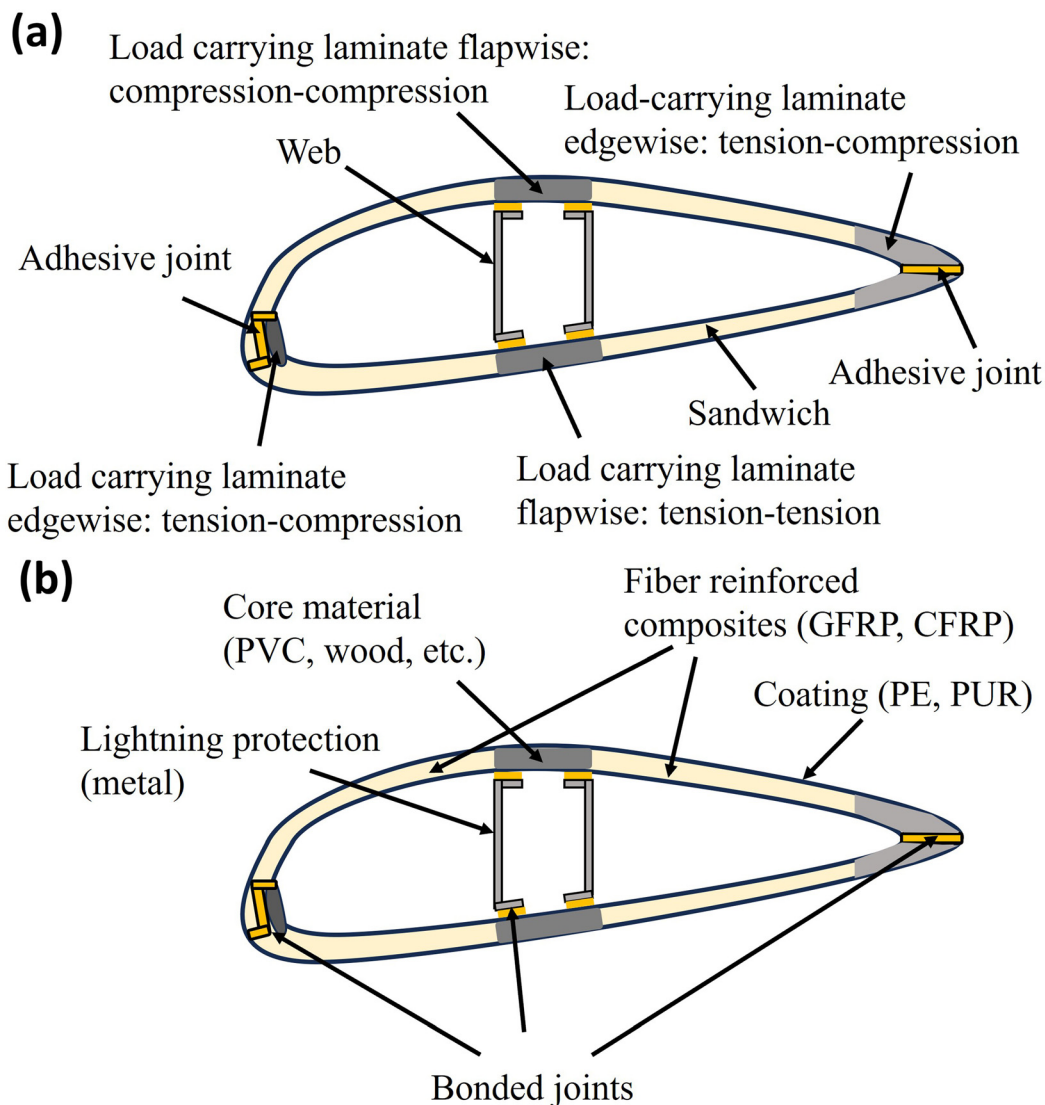 (a)
Load carrying laminate flapwise:
compression-compression
Load-carrying laminate
edgewise: tension-compression
Web
Adhesive joint
Adhesive joint
Sandwich
Load carrying laminate
edgewise: tension-compression
Load carrying laminate
flapwise: tension-tension
(b)
Fiber reinforced
composites (GFRP, CFRP)
Core material
(PVC, wood, etc.)
Coating (PE, PUR)
Lightning protection
(metal)
Bonded joints